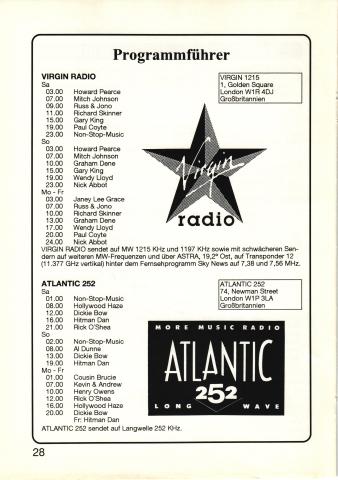 Programmführer
VIRGIN RADIO
Sa
03.00 Howard Pearce
07.00 Mitch Johnson
09.00 Russ & Jono
11.00 Richard Skinner
15.00 Gary King
19.00 Paul Coyte
23.00 Non-Stop-Music
So
03.00 Howard Pearce
07.00 Mitch Johnson
10.00 Graham Dene
15.00 Gary King
19.00 Wendy Lloyd
23.00 Nick Abbot
Mo - Fr
03.00 Janey Lee Grace
07.00 Russ & Jono
10.00 Richard Skinner
13.00 Graham Dene
17.00 Wendy Lloyd
20.00 Paul Coyte
24.00 Nick Abbot
VIRGIN 1215
1, Golden Square
London W1R 4DJ
Großbritannien
Virgin
radio
VIRGIN RADIO sendet auf MW 1215 KHz und 1197 KHz sowie mit schwächeren Sen-
dern auf weiteren MW-Frequenzen und über ASTRA, 19,2° Ost, auf Transponder 12
(11.377 GHz vertikal) hinter dem Fernsehprogramm Sky News auf 7,38 und 7,56 MHz.
ATLANTIC 252
Sa
01.00 Non-Stop-Music
08.00 Hollywood Haze
12.00 Dickie Bow
16.00 Hitman Dan
21.00 Rick O'Shea
So
02.00 Non-Stop-Music
08.00 Al Dunne
13.00 Dickie Bow
19.00 Hitman Dan
Mo - Fr
01.00 Cousin Brucie
07.00 Kevin & Andrew
10.00 Henry Owens
12.00 Rick O'Shea
16.00 Hollywood Haze
20.00 Dickie Bow
Fr: Hitman Dan
ATLANTIC 252
74, Newman Street
London W1P 3LA
Großbritannien
MORE MUSIC RADIO
ATLANTIC
252
LONG WAVE
ATLANTIC 252 sendet auf Langwelle 252 KHz.
28